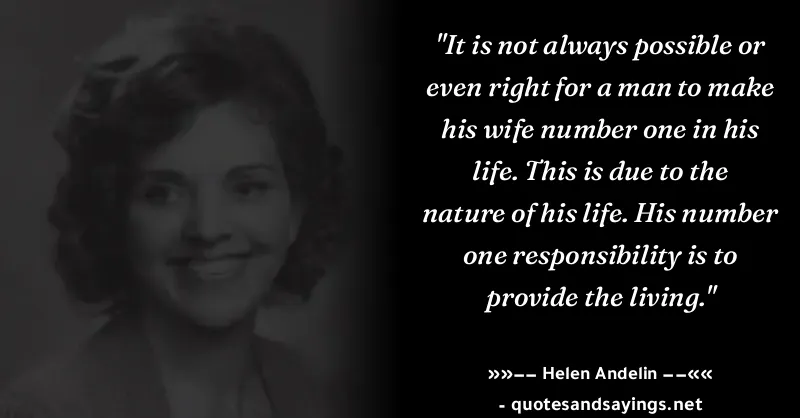 "It is not always possible or
even right for a man to make
his wife number one in his
life. This is due to the
nature of his life. His number
one responsibility is to
provide the living."
»»−− Helen Andelin −−««
- quotesandsayings.net